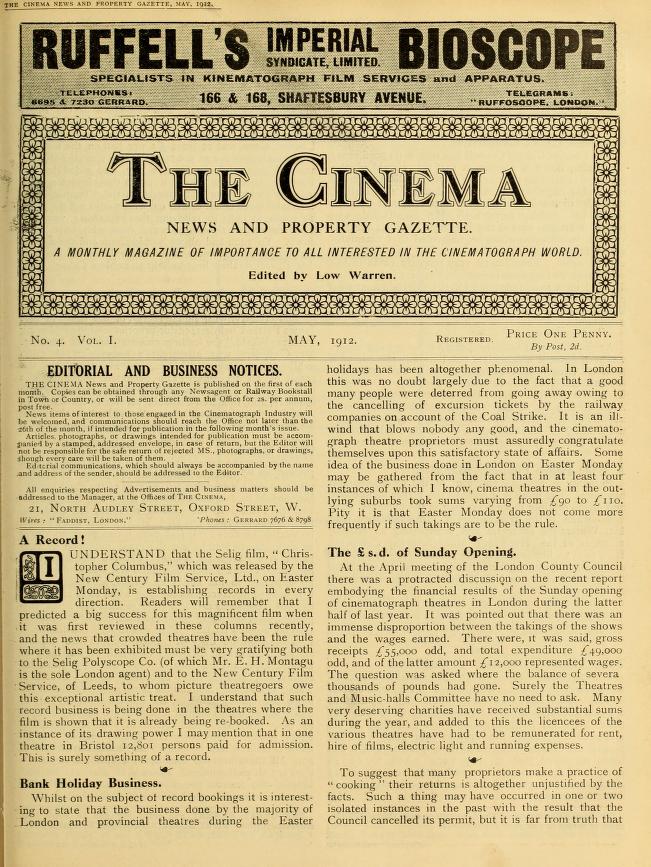 THE CINEMA NEWS AND PROPERTY GAZETTE, MAY, 1912.
RUFFELL'S IMPERIAL BIOSCOPE
SYNDICATE, LIMITED.
SPECIALISTS IN KINEMATOGRAPH FILM SERVICES and APPARATUS.
TELEPHONES: 6695 & 7230 GERRARD.
166 & 168, SHAFTESBURY AVENUE.
TELEGRAMS: "RUFFOSCOPE, LONDON."
THE CINEMA
NEWS AND PROPERTY GAZETTE.
A MONTHLY MAGAZINE OF IMPORTANCE TO ALL INTERESTED IN THE CINEMATOGRAPH WORLD.
Edited by Low Warren.
No. 4. Vol. I.
MAY, 1912.
Registered.
Price One Penny.
By Post, 2d.
EDITORIAL AND BUSINESS NOTICES.
THE CINEMA News and Property Gazette is published on the first of each
month. Copies can be obtained through any Newsagent or Railway Bookstall
in Town or Country, or will be sent direct from the Office for 2s. per annum,
post free.
News items of interest to those engaged in the Cinematograph Industry will
be welcomed, and communications should reach the Office not later than the
26th of the month, if intended for publication in the following month's issue.
Articles, photographs, or drawings intended for publication must be accom-
panied by a stamped, addressed envelope, in case of return, but the Editor will
not be responsible for the safe return of rejected MS., photographs, or drawings,
though every care will be taken of them.
Editorial communications, which should always be accompanied by the name
and address of the sender, should be addressed to the Editor.
All enquiries respecting Advertisements and business matters should be
addressed to the Manager, at the Offices of The Cinema,
21, North Audley Street, Oxford Street, W.
Wires: "Faddist, London."
'Phones: Gerrard 7676 & 8798
A Record!
I UNDERSTAND that the Selig film, "Chris-
topher Columbus," which was released by the
New Century Film Service, Ltd., on Easter
Monday, is establishing records in every
direction. Readers will remember that I
predicted a big success for this magnificent film when
it was first reviewed in these columns recently,
and the news that crowded theatres have been the rule
where it has been exhibited must be very gratifying both
to the Selig Polyscope Co. (of which Mr. E. H. Montagu
is the sole London agent) and to the New Century Film
Service, of Leeds, to whom picture theatregoers owe
this exceptional artistic treat. I understand that such
record business is being done in the theatres where the
film is shown that it is already being re-booked. As an
instance of its drawing power I may mention that in one
theatre in Bristol 12,801 persons paid for admission.
This is surely something of a record.
Bank Holiday Business.
Whilst on the subject of record bookings it is interest-
ing to state that the business done by the majority of
London and provincial theatres during the Easter
holidays has been altogether phenomenal. In London
this was no doubt largely due to the fact that a good
many people were deterred from going away owing to
the cancelling of excursion tickets by the railway
companies on account of the Coal Strike. It is an ill-
wind that blows nobody any good, and the cinemato-
graph theatre proprietors must assuredly congratulate
themselves upon this satisfactory state of affairs. Some
idea of the business done in London on Easter Monday
may be gathered from the fact that in at least four
instances of which I know, cinema theatres in the out-
lying suburbs took sums varying from £90 to £110.
Pity it is that Easter Monday does not come more
frequently if such takings are to be the rule.
The £ s. d. of Sunday Opening.
At the April meeting of the London County Council
there was a protracted discussion on the recent report
embodying the financial results of the Sunday opening
of cinematograph theatres in London during the latter
half of last year. It was pointed out that there was an
immense disproportion between the takings of the shows
and the wages earned. There were, it was said, gross
receipts £55,000 odd, and total expenditure £49,000
odd, and of the latter amount £12,000 represented wages.
The question was asked where the balance of several
thousands of pounds had gone. Surely the Theatres
and Music-halls Committee have no need to ask. Many
very deserving charities have received substantial sums
during the year, and added to this the licencees of the
various theatres have had to be remunerated for rent,
hire of films, electric light and running expenses.
To suggest that many proprietors make a practice of
"cooking" their returns is altogether unjustified by the
facts. Such a thing may have occurred in one or two
isolated instances in the past with the result that the
Council cancelled its permit, but it is far from truth that